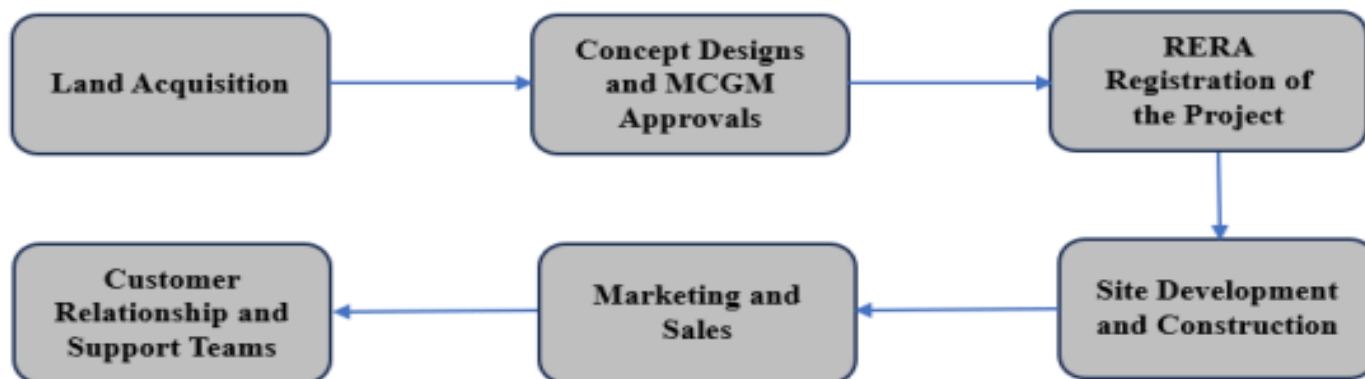 Land Acquisition
Concept Designs
and MCGM
Approvals
RERA
Registration of
the Project
Site Development
and Construction
Marketing and
Sales
Customer
Relationship and
Support Teams